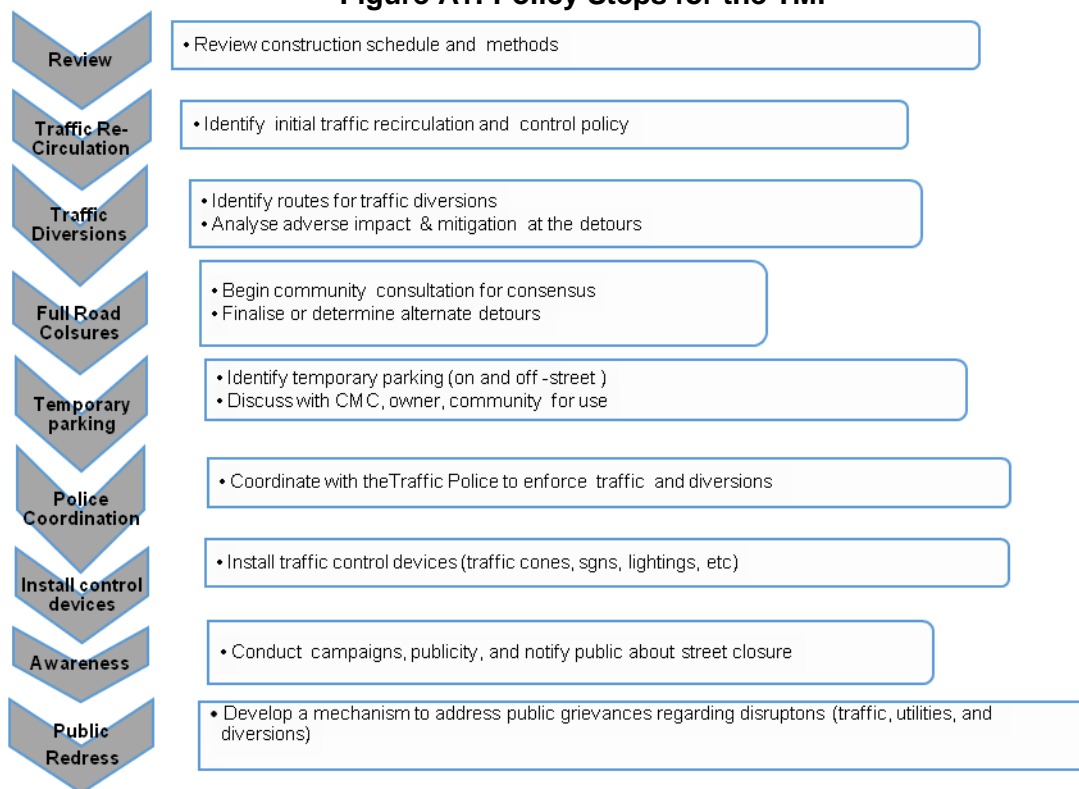 Figure A1: Policy Steps for the TMP
Review
• Review construction schedule and methods
Traffic Re-
Circulation
• Identify initial traffic recirculation and control policy
Traffic
Diversions
• Identify routes for traffic diversions
• Analyse adverse impact & mitigation at the detours
Full Road
Colsures
• Begin community consultation for consensus
• Finalise or determine alternate detours
Temporary
parking
• Identify temporary parking (on and off -street )
• Discuss with CMC, owner, community for use
Police
Coordination
• Coordinate with theTraffic Police to enforce traffic and diversions
Install control
devices
• Install traffic control devices (traffic cones, sgns, lightings, etc)
Awareness
• Conduct campaigns, publicity, and notify public about street closure
Public
Redress
• Develop a mechanism to address public grievances regarding disruptons (traffic, utilities, and
diversions)